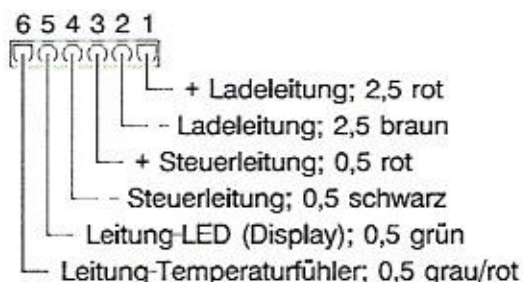 6 5 4 3 2 1
+ Ladeleitung; 2,5 rot
- Ladeleitung; 2,5 braun
+ Steuerleitung; 0,5 rot
- Steuerleitung; 0,5 schwarz
Leitung-LED (Display); 0,5 grün
Leitung-Temperaturfühler; 0,5 grau/rot